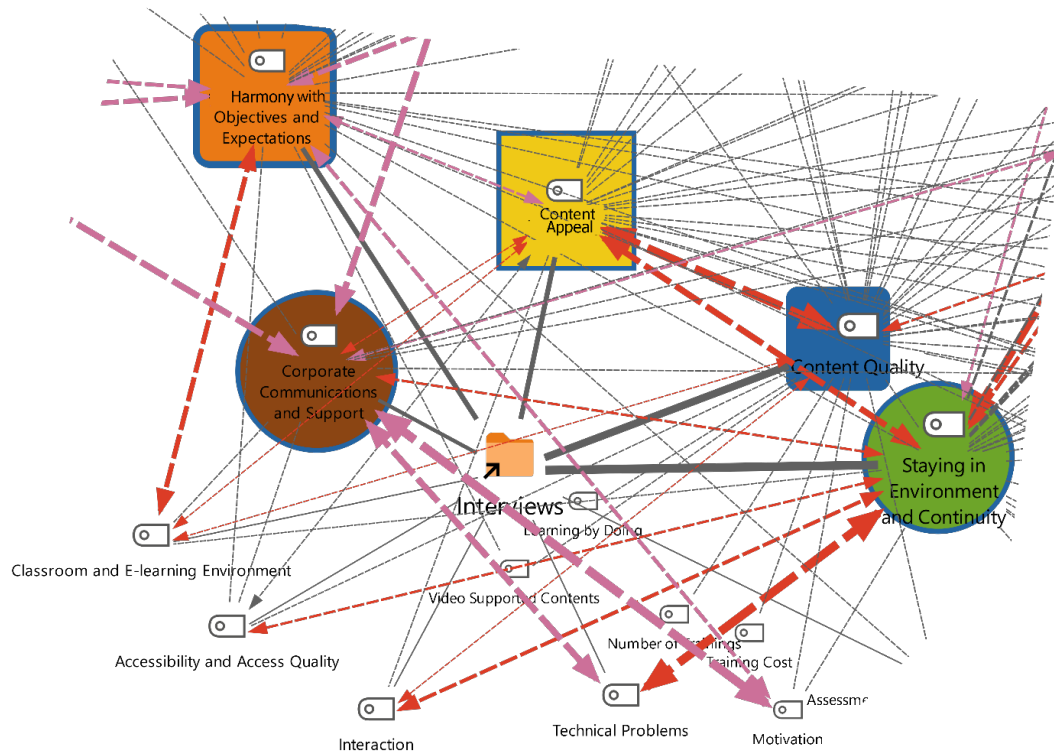 Harmony with
Objectives and
Expectations
Content
Appeal
Content Quality
Corporate
Communications
and Support
Staying in
Environment
and Continuity
Interviews
Learning by Doing
Classroom and E-learning Environment
Video Supported Contents
Number of Trainings
Training Cost
Accessibility and Access Quality
Assessme
Technical Problems
Motivation
Interaction